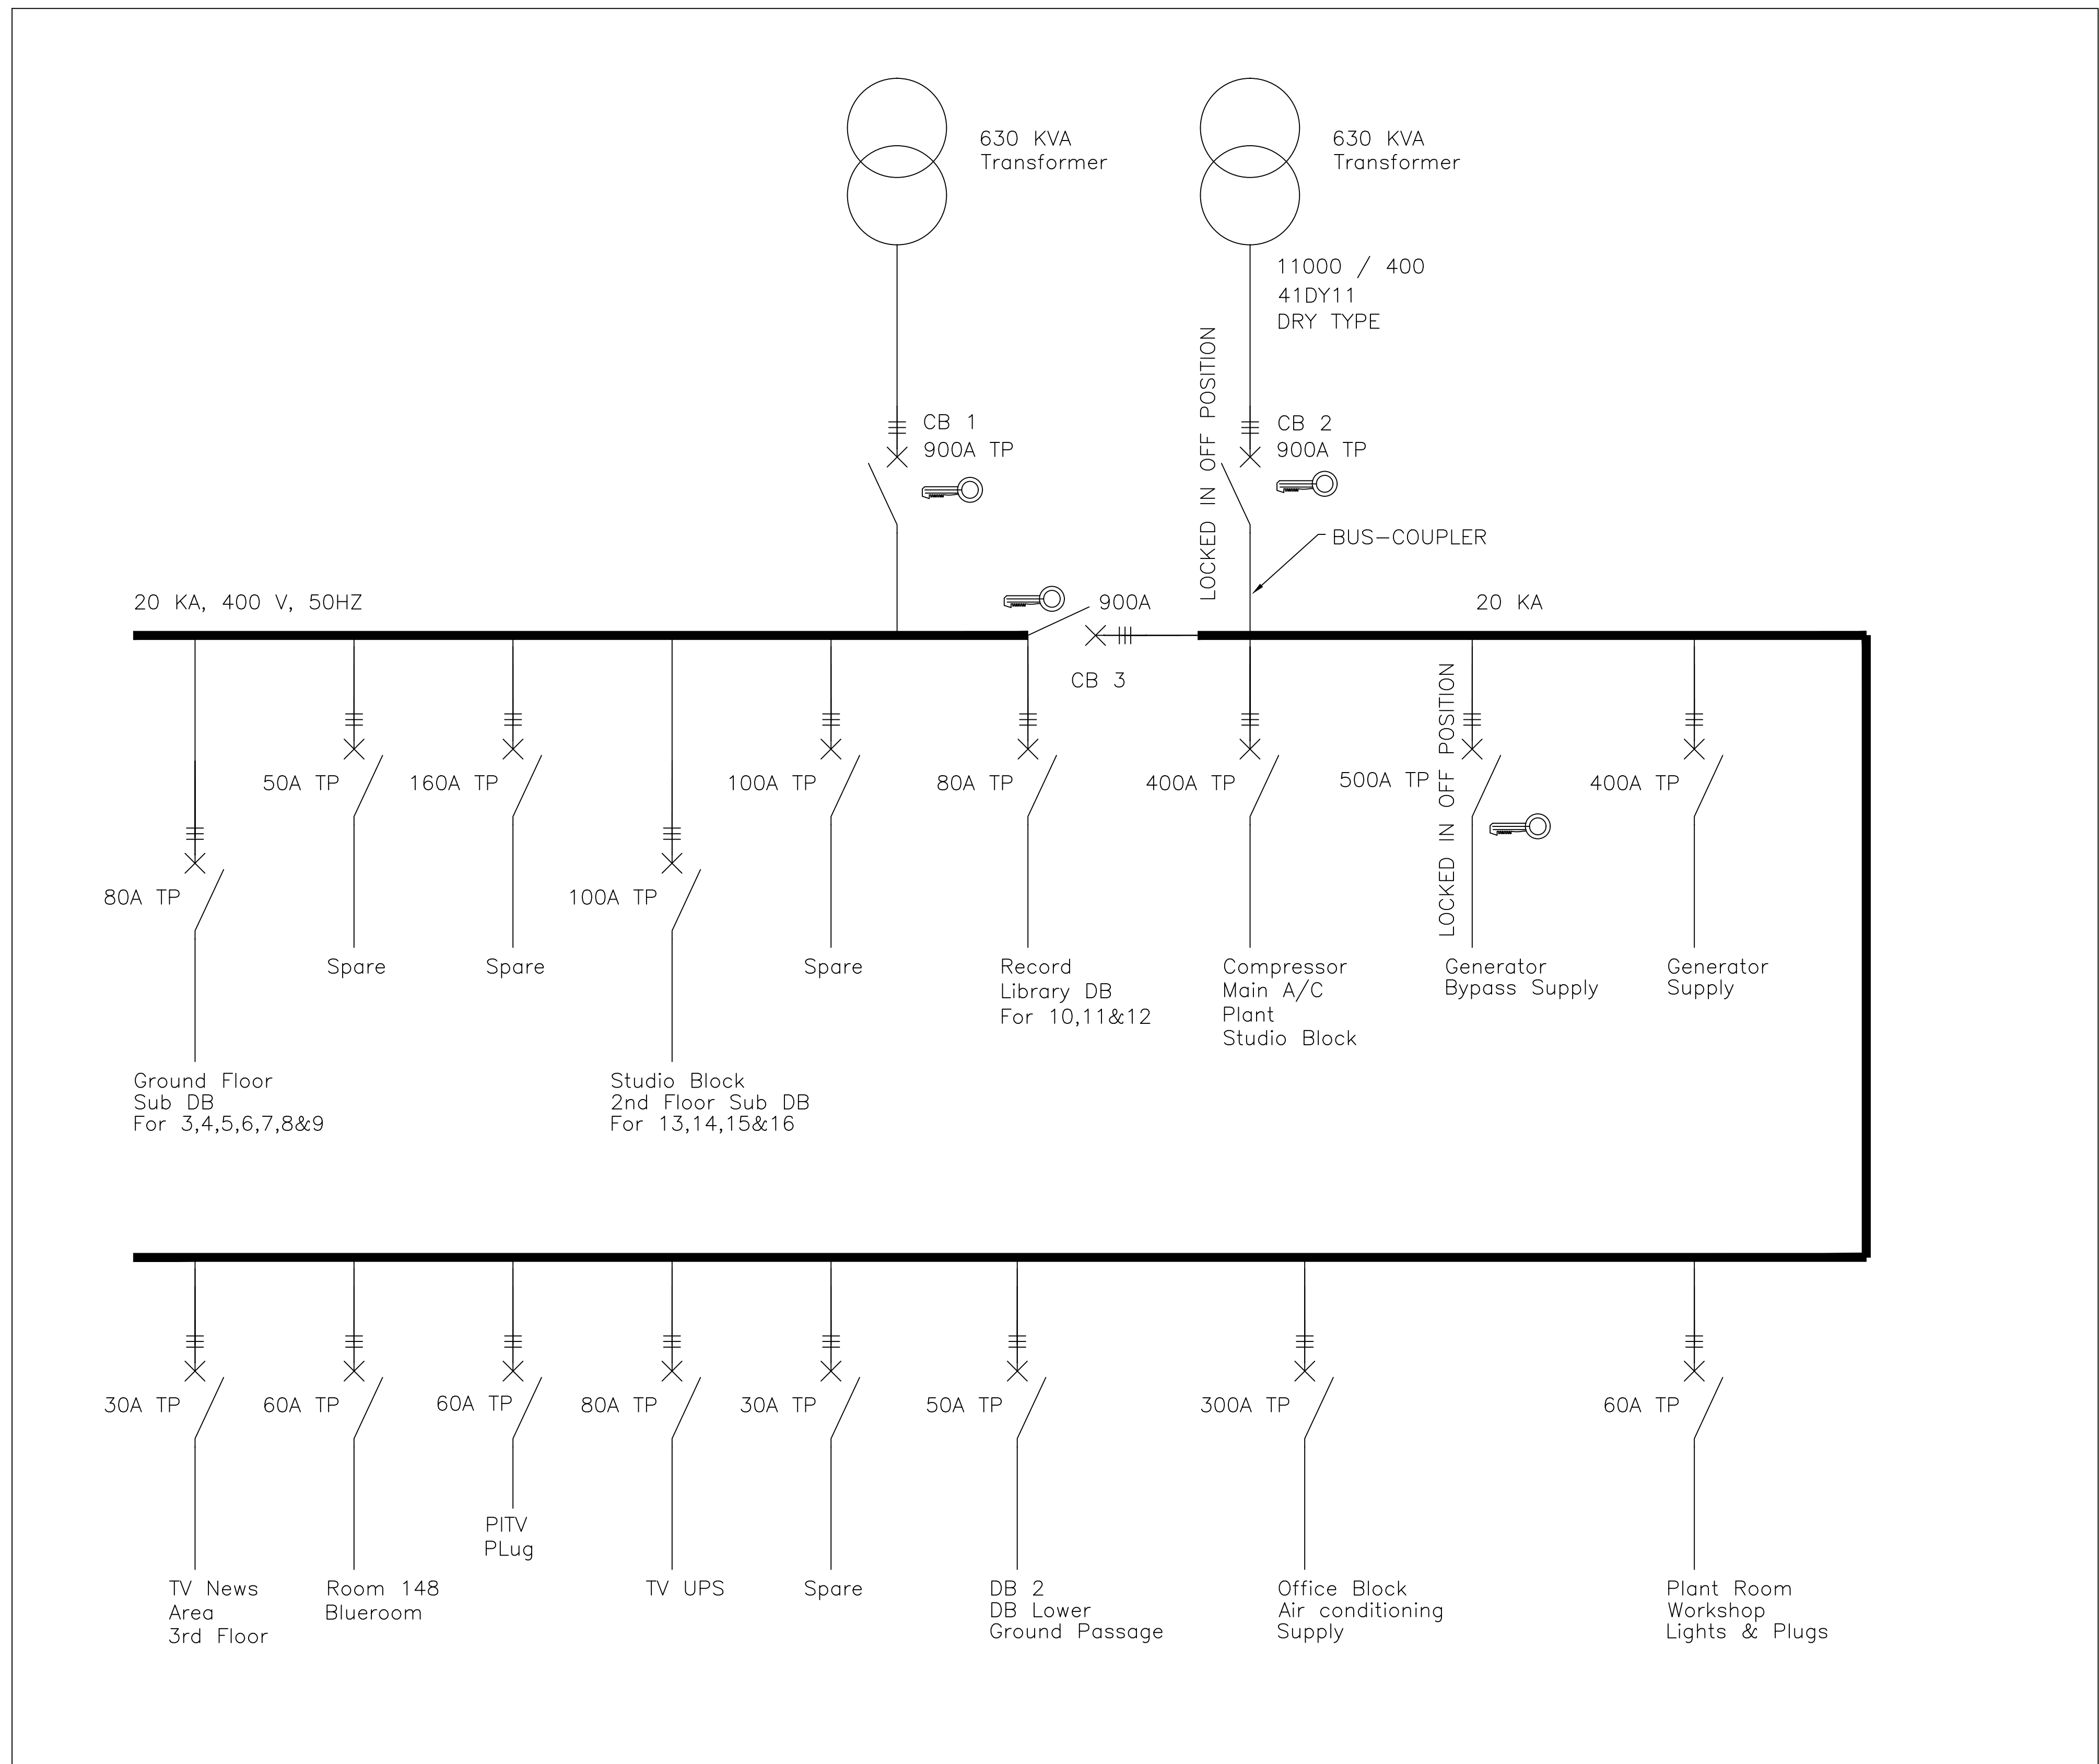 630 KVA
Transformer
630 KVA
Transformer
11000 / 400
41DY11
DRY TYPE
LOCKED IN OFF POSITION
CB 1
900A TP
CB 2
900A TP
BUS-COUPLER
20 KA, 400 V, 50HZ
900A
20 KA
CB 3
LOCKED IN OFF POSITION
50A TP
160A TP
100A TP
80A TP
400A TP
500A TP
400A TP
80A TP
100A TP
Spare
Spare
Spare
Record
Library DB
For 10,11&12
Compressor
Main A/C
Plant
Studio Block
Generator
Bypass Supply
Generator
Supply
Ground Floor
Sub DB
For 3,4,5,6,7,8&9
Studio Block
2nd Floor Sub DB
For 13,14,15&16
30A TP
60A TP
60A TP
80A TP
30A TP
50A TP
300A TP
60A TP
PITV
PLug
TV News
Area
3rd Floor
Room 148
Blueroom
TV UPS
Spare
DB 2
DB Lower
Ground Passage
Office Block
Air conditioning
Supply
Plant Room
Workshop
Lights & Plugs